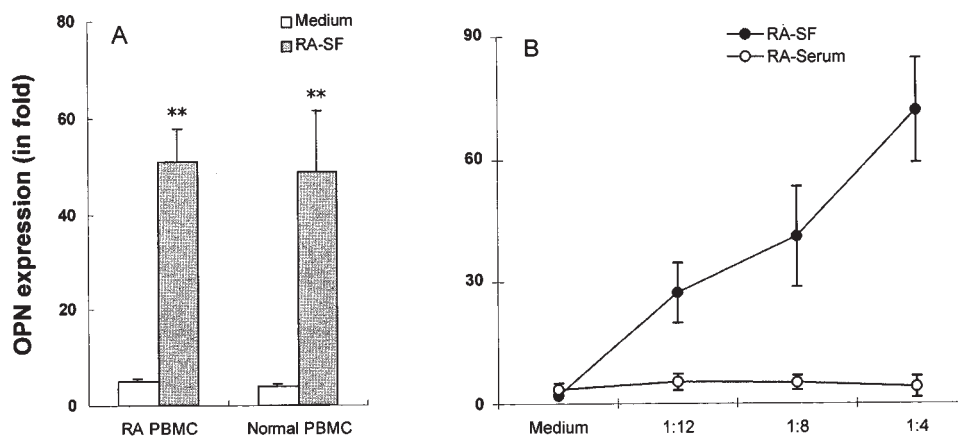 A
Medium
RA-SF
OPN expression (in fold)
80
60
40
20
0
**
**
RA PBMC
Normal PBMC
B
RA-SF
RA-Serum
90
60
30
0
Medium
1:12
1:8
1:4